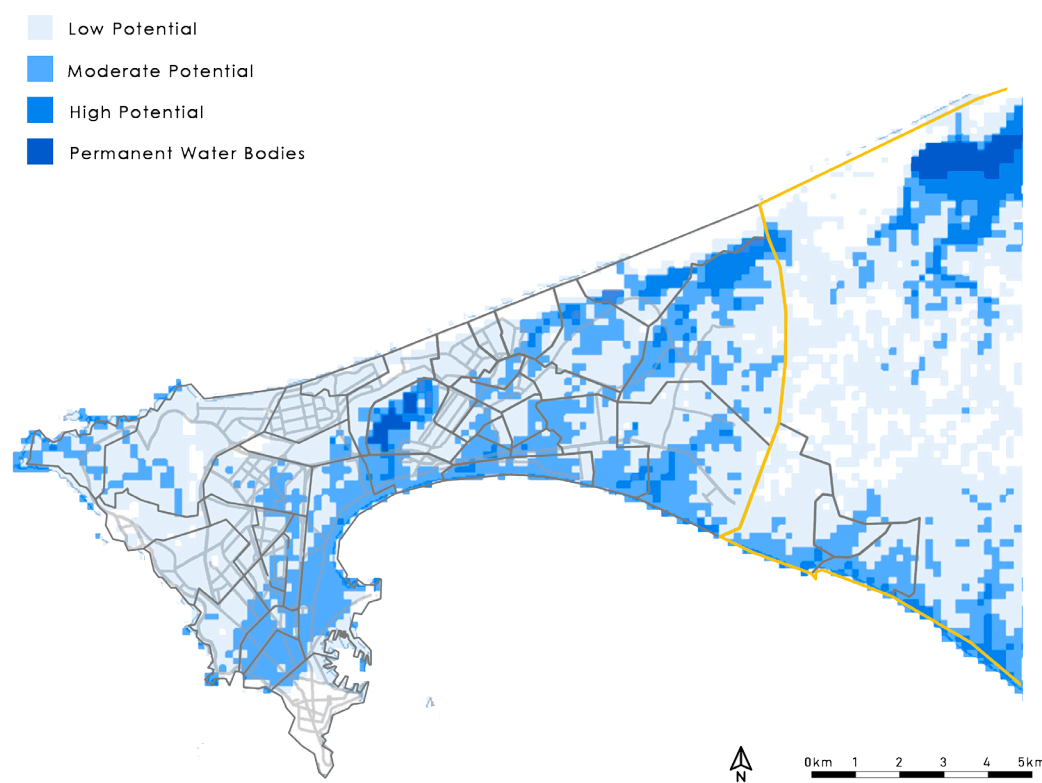 Low Potential
Moderate Potential
High Potential
Permanent Water Bodies
N
0km 1 2 3 4 5km